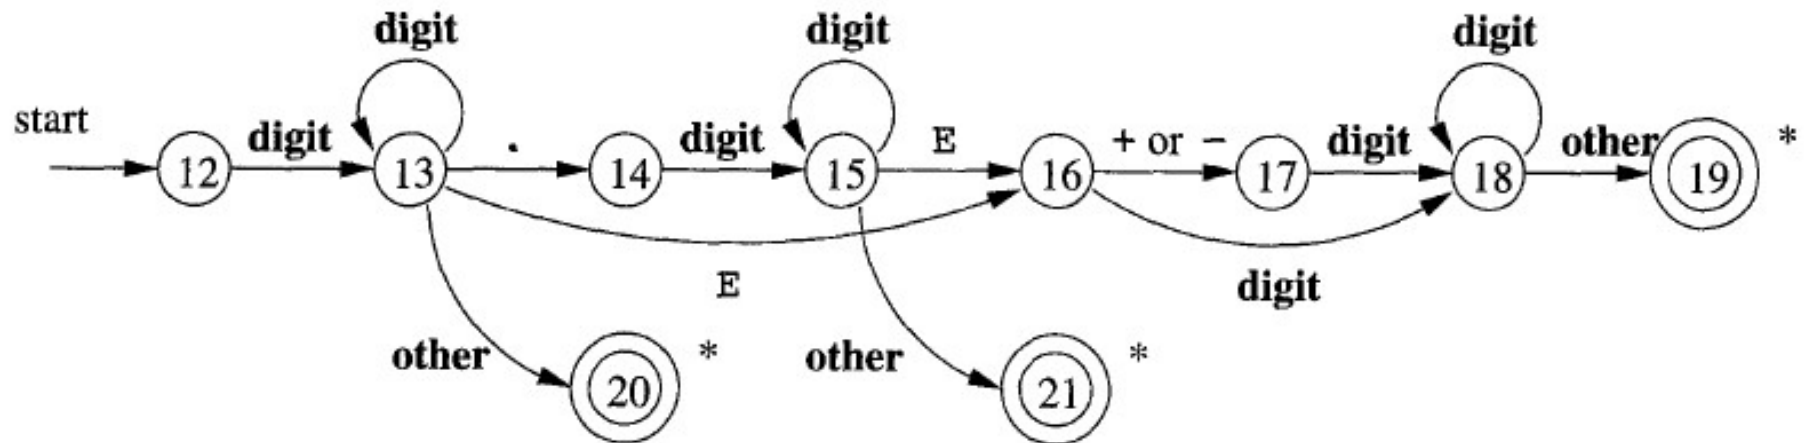 digit digit digit
start digit . digit E + or - digit other *
12 13 14 15 16 17 18 19
E digit
other * other *
20 21